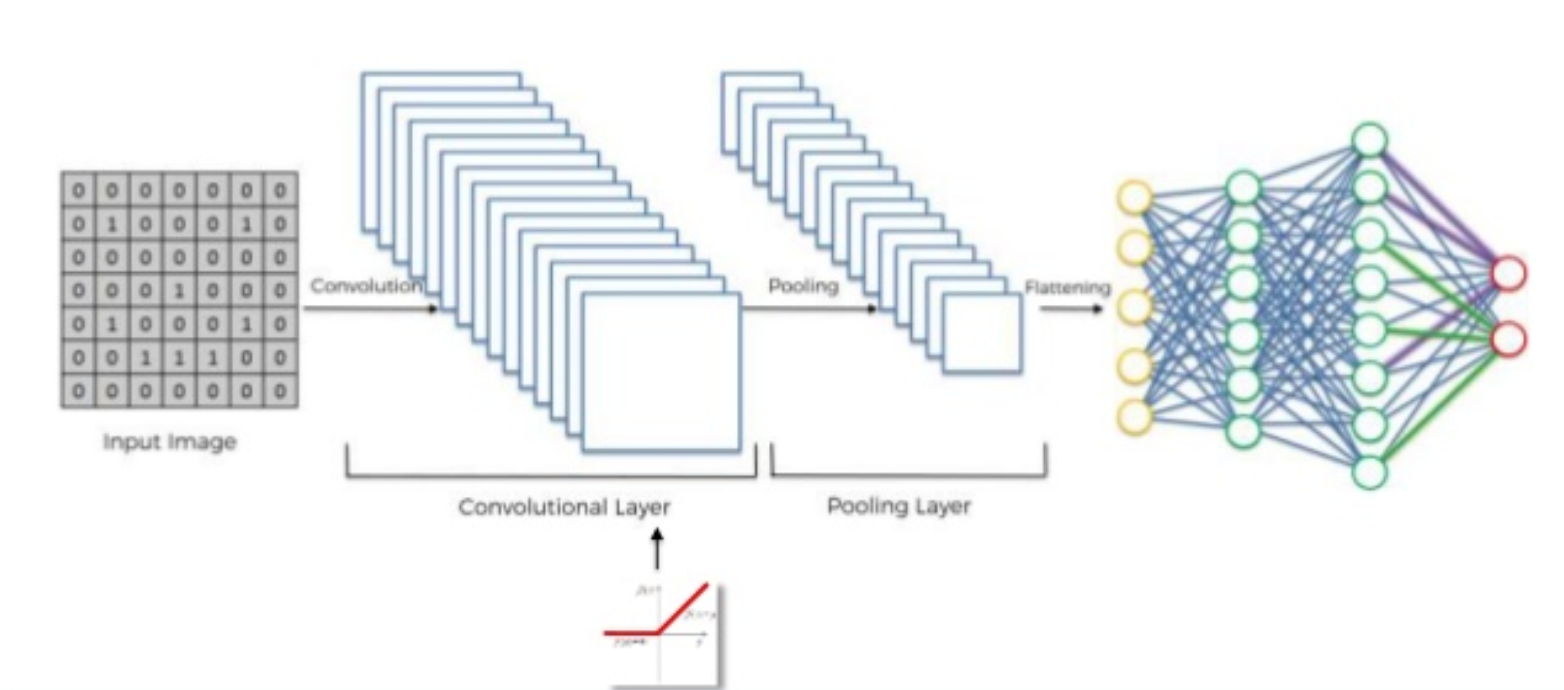 0 0 0 0 0 0 0
0 1 0 0 0 1 0
0 0 0 0 0 0 0
0 0 0 1 0 0 0
0 1 0 0 0 1 0
0 0 1 1 1 0 0
0 0 0 0 0 0 0
Input Image
Convolution
Pooling
Flattening
Convolutional Layer
Pooling Layer